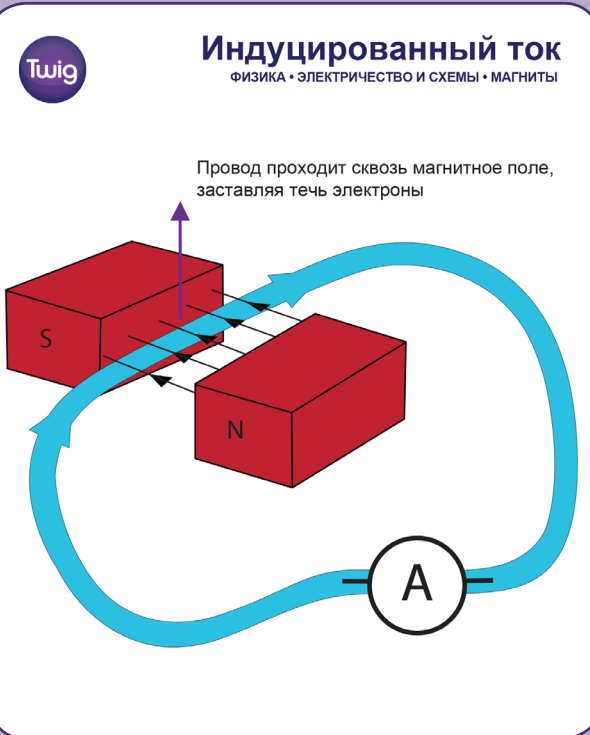 Twig
Индуцированный ток
ФИЗИКА • ЭЛЕКТРИЧЕСТВО И СХЕМЫ • МАГНИТЫ
Провод проходит сквозь магнитное поле,
заставляя течь электроны
S
N
A